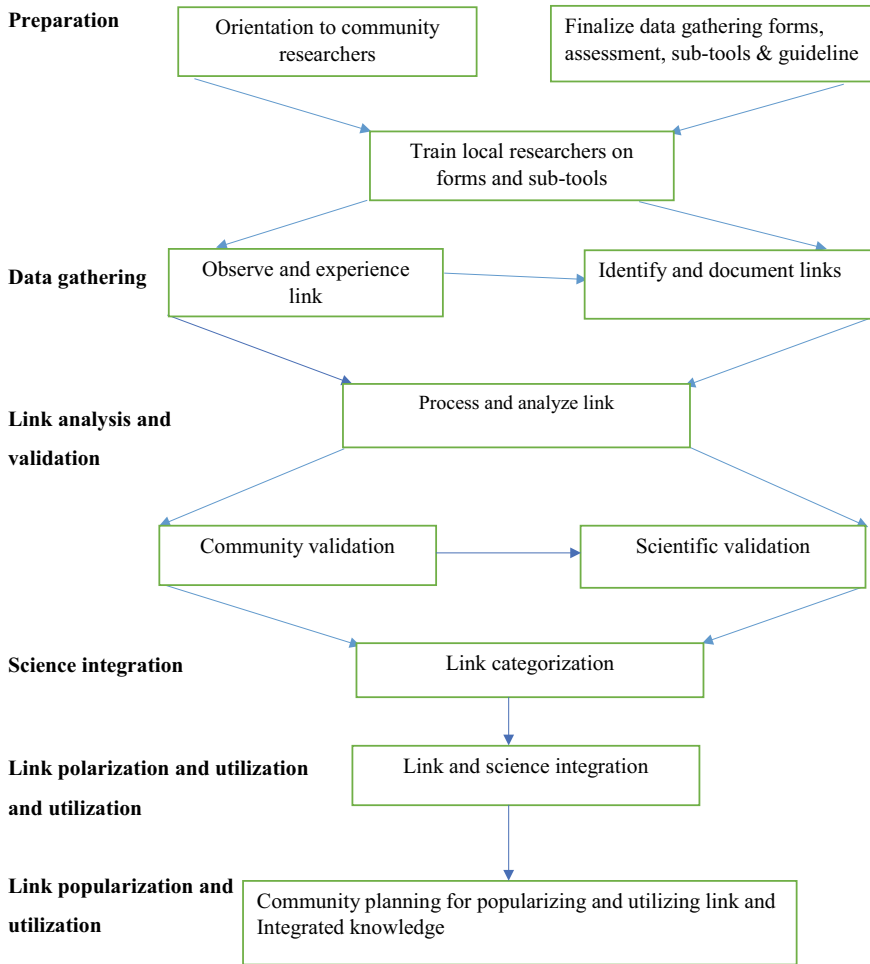 Preparation
Orientation to community
researchers
Finalize data gathering forms,
assessment, sub-tools & guideline
Train local researchers on
forms and sub-tools
Data gathering
Observe and experience
link
Identify and document links
Link analysis and
validation
Process and analyze link
Community validation
Scientific validation
Science integration
Link categorization
Link polarization and utilization
and utilization
Link and science integration
Link popularization and
utilization
Community planning for popularizing and utilizing link and
Integrated knowledge